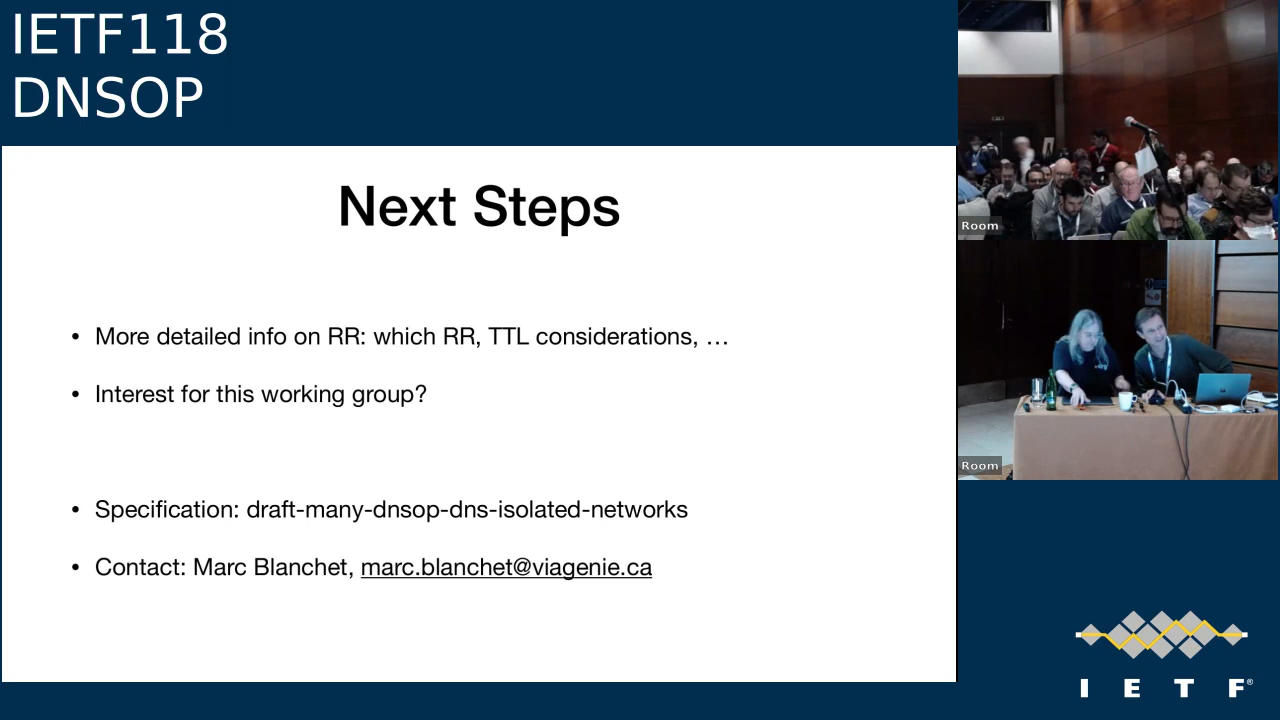 IETF118
DNSOP
Next Steps
• More detailed info on RR: which RR, TTL considerations, …
• Interest for this working group?
• Specification: draft-many-dnsop-dns-isolated-networks
• Contact: Marc Blanchet, marc.blanchet@viagenie.ca
Room
Room
I E T F®